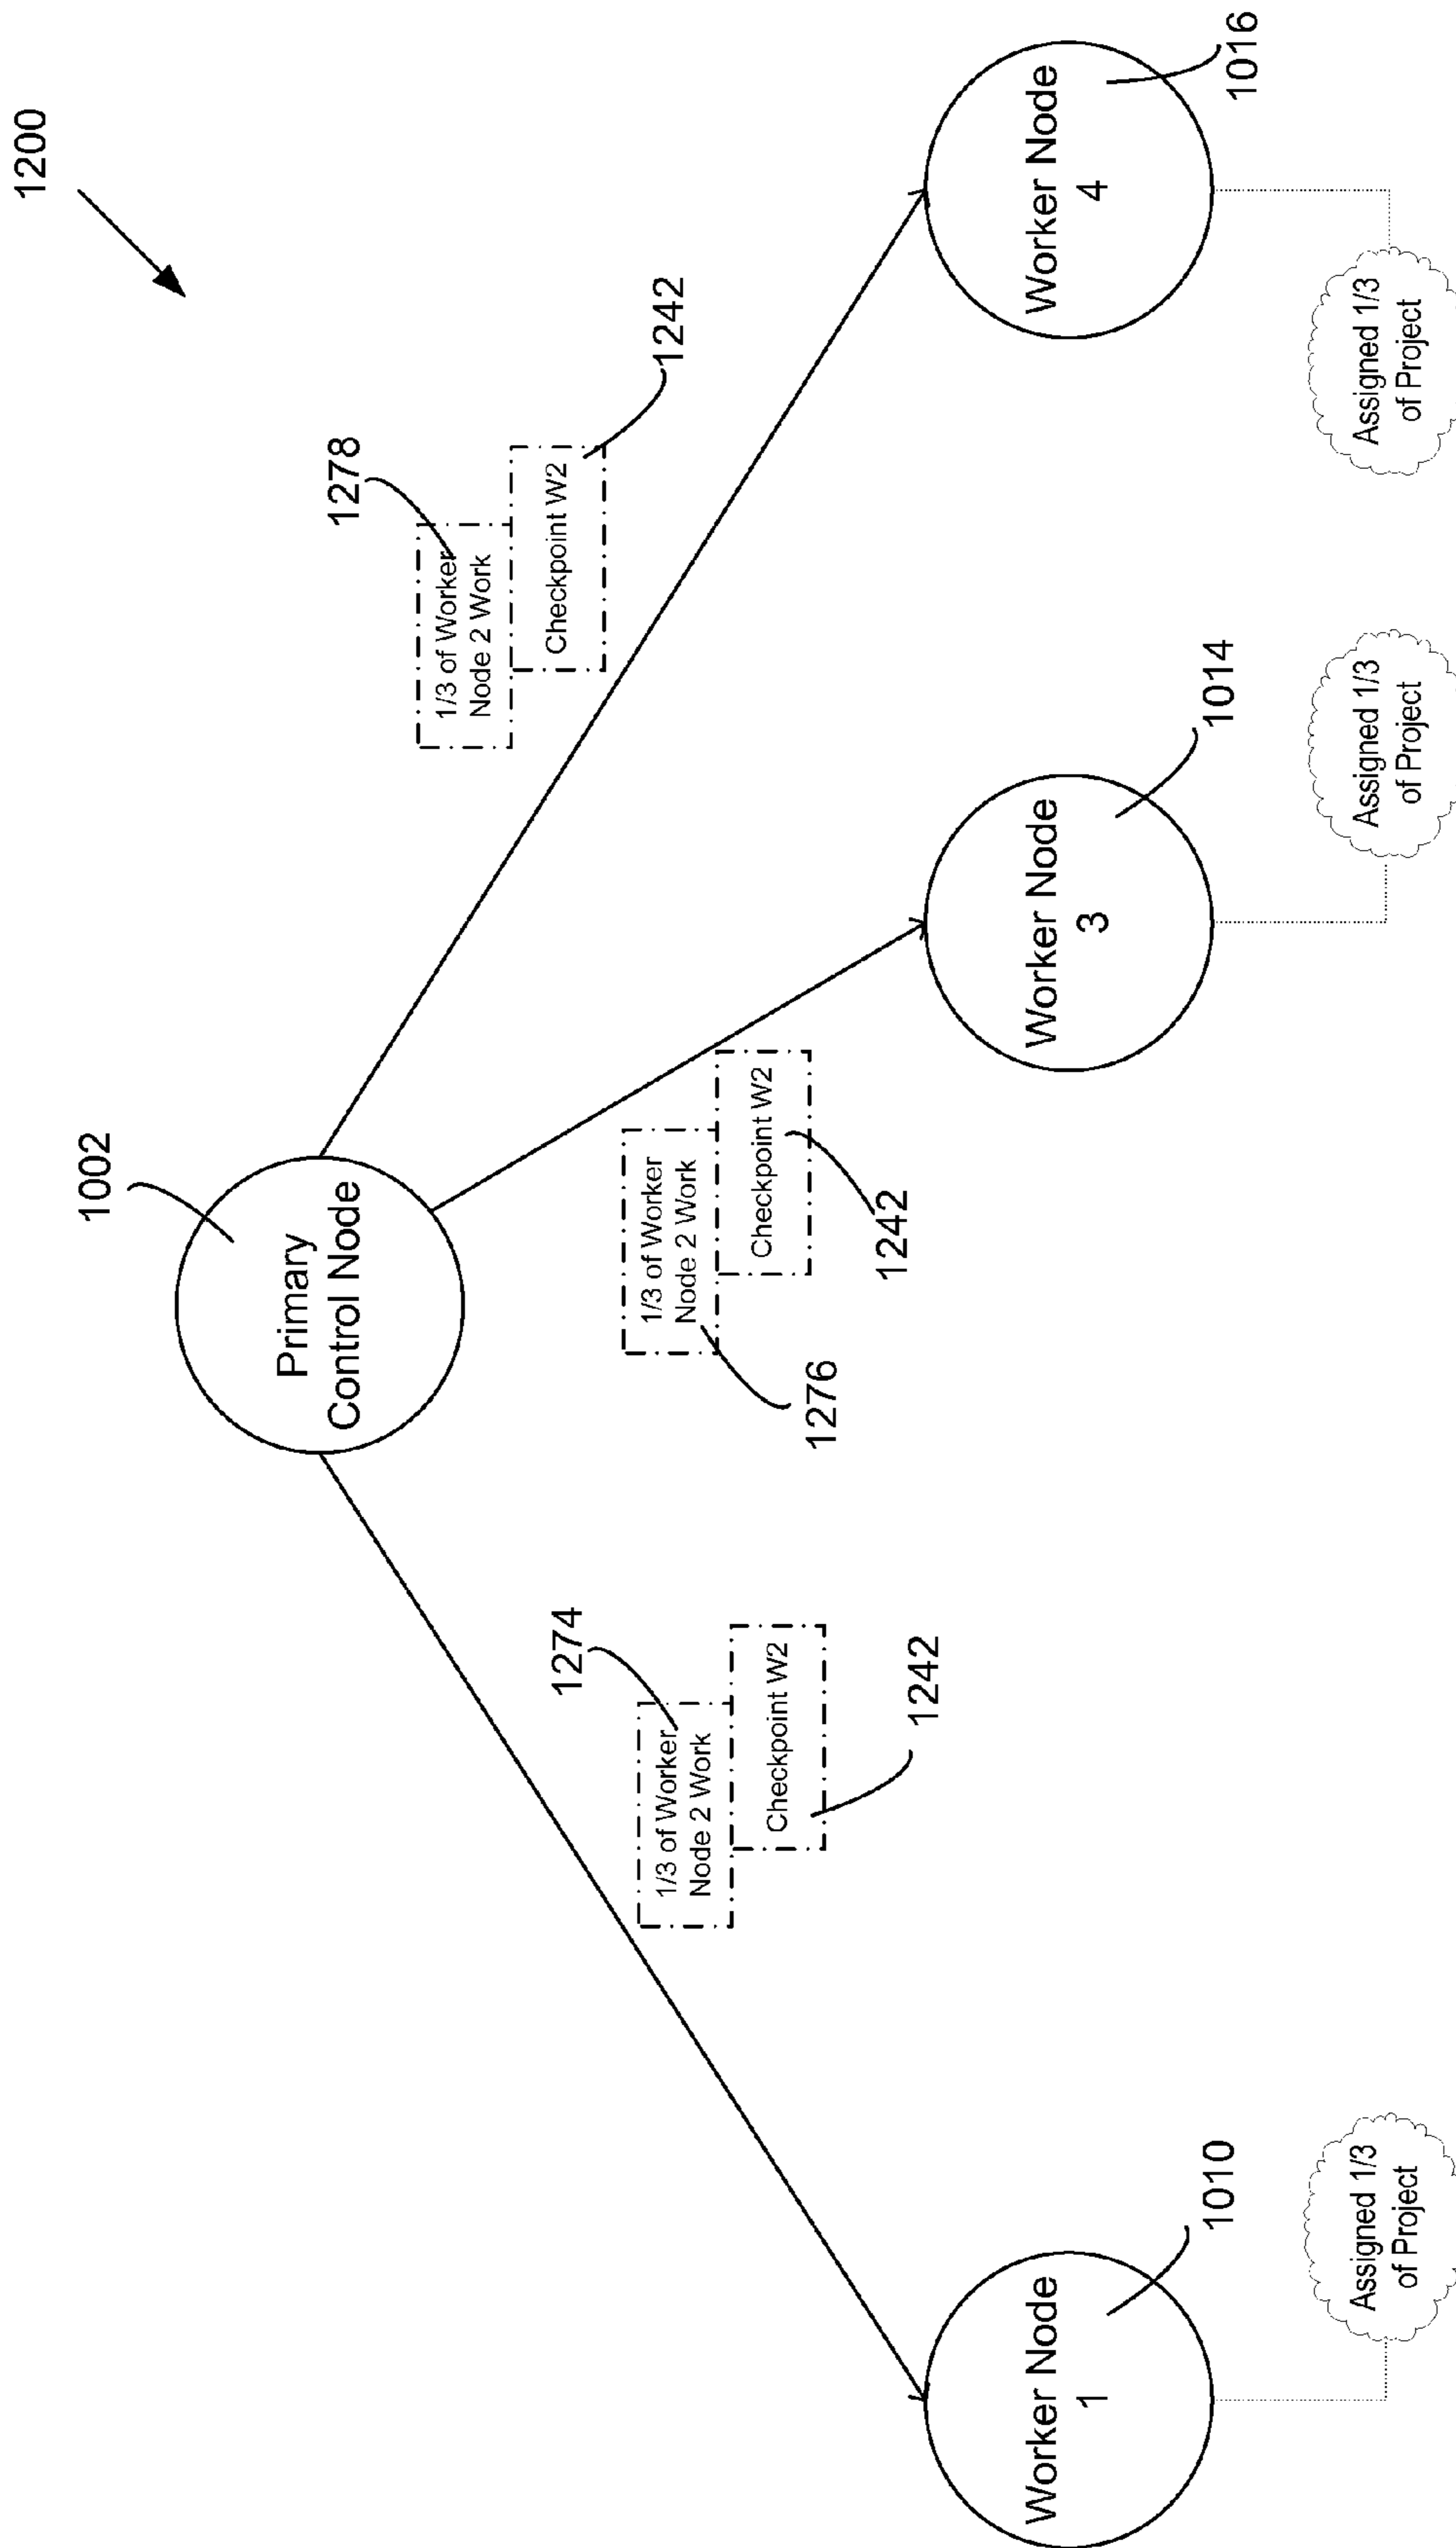 1200
1002
Primary
Control Node
1278
1/3 of Worker
Node 2 Work
1242
Checkpoint W2
1274
1/3 of Worker
Node 2 Work
Checkpoint W2
1242
1/3 of Worker
Node 2 Work
Checkpoint W2
1276
1242
Worker Node
1
1010
Worker Node
3
1014
Worker Node
4
1016
Assigned 1/3
of Project
Assigned 1/3
of Project
Assigned 1/3
of Project